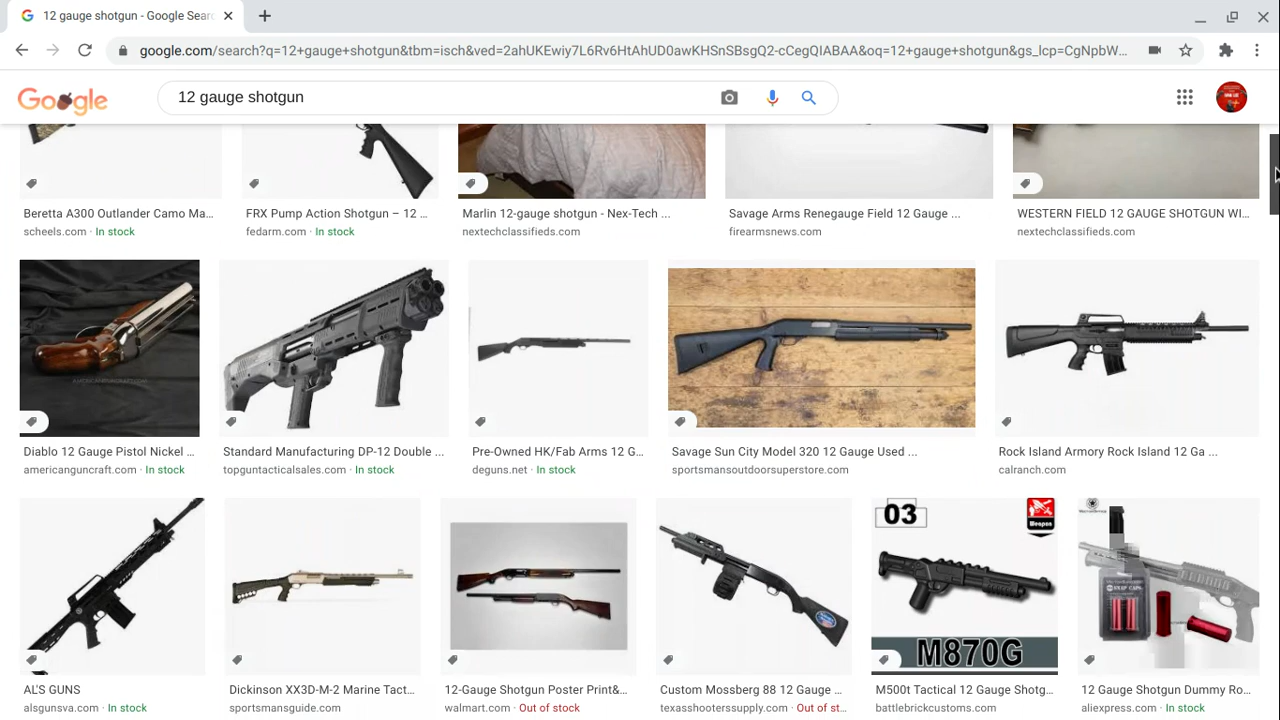 12 gauge shotgun - Google Sear
google.com/search?q=12+gauge+shotgun&tbm=isch&ved=2ahUKEwiy7L6Rv6HtAhUD0awKHSnSBsgQ2-cCegQIABAA&oq=12+gauge+shotgun&gs_lcp=CgNpbW...
Google
12 gauge shotgun
Beretta A300 Outlander Camo Ma...
scheels.com · In stock
FRX Pump Action Shotgun – 12 ...
fedarm.com · In stock
Marlin 12-gauge shotgun - Nex-Tech ...
nextechclassifieds.com
Savage Arms Renegauge Field 12 Gauge ...
firearmsnews.com
WESTERN FIELD 12 GAUGE SHOTGUN WI...
nextechclassifieds.com
AMERICANGUNCRAFT.COM
Diablo 12 Gauge Pistol Nickel ...
americanguncraft.com · In stock
Standard Manufacturing DP-12 Double ...
topguntacticalsales.com · In stock
Pre-Owned HK/Fab Arms 12 G...
deguns.net · In stock
Savage Sun City Model 320 12 Gauge Used ...
sportsmansoutdoorsuperstore.com
Rock Island Armory Rock Island 12 Ga ...
calranch.com
03
Weapon
M870G
AL'S GUNS
alsgunsva.com · In stock
Dickinson XX3D-M-2 Marine Tact...
sportsmansguide.com
12-Gauge Shotgun Poster Print&...
walmart.com · Out of stock
Custom Mossberg 88 12 Gauge ...
texasshooterssupply.com · Out of st...
M500t Tactical 12 Gauge Shotg...
battlebrickcustoms.com
12 Gauge Shotgun Dummy Ro...
aliexpress.com · In stock